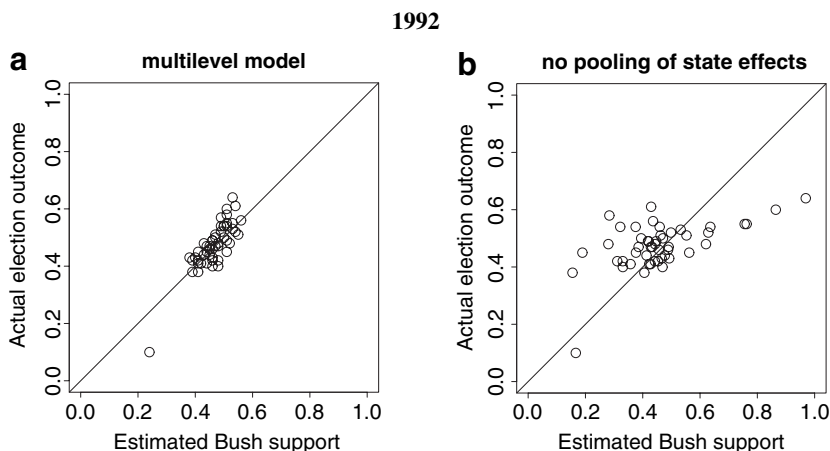 1992
a
multilevel model
Actual election outcome
1.0
0.8
0.6
0.4
0.2
0.0
0.0 0.2 0.4 0.6 0.8 1.0
Estimated Bush support
b
no pooling of state effects
Actual election outcome
1.0
0.8
0.6
0.4
0.2
0.0
0.0 0.2 0.4 0.6 0.8 1.0
Estimated Bush support